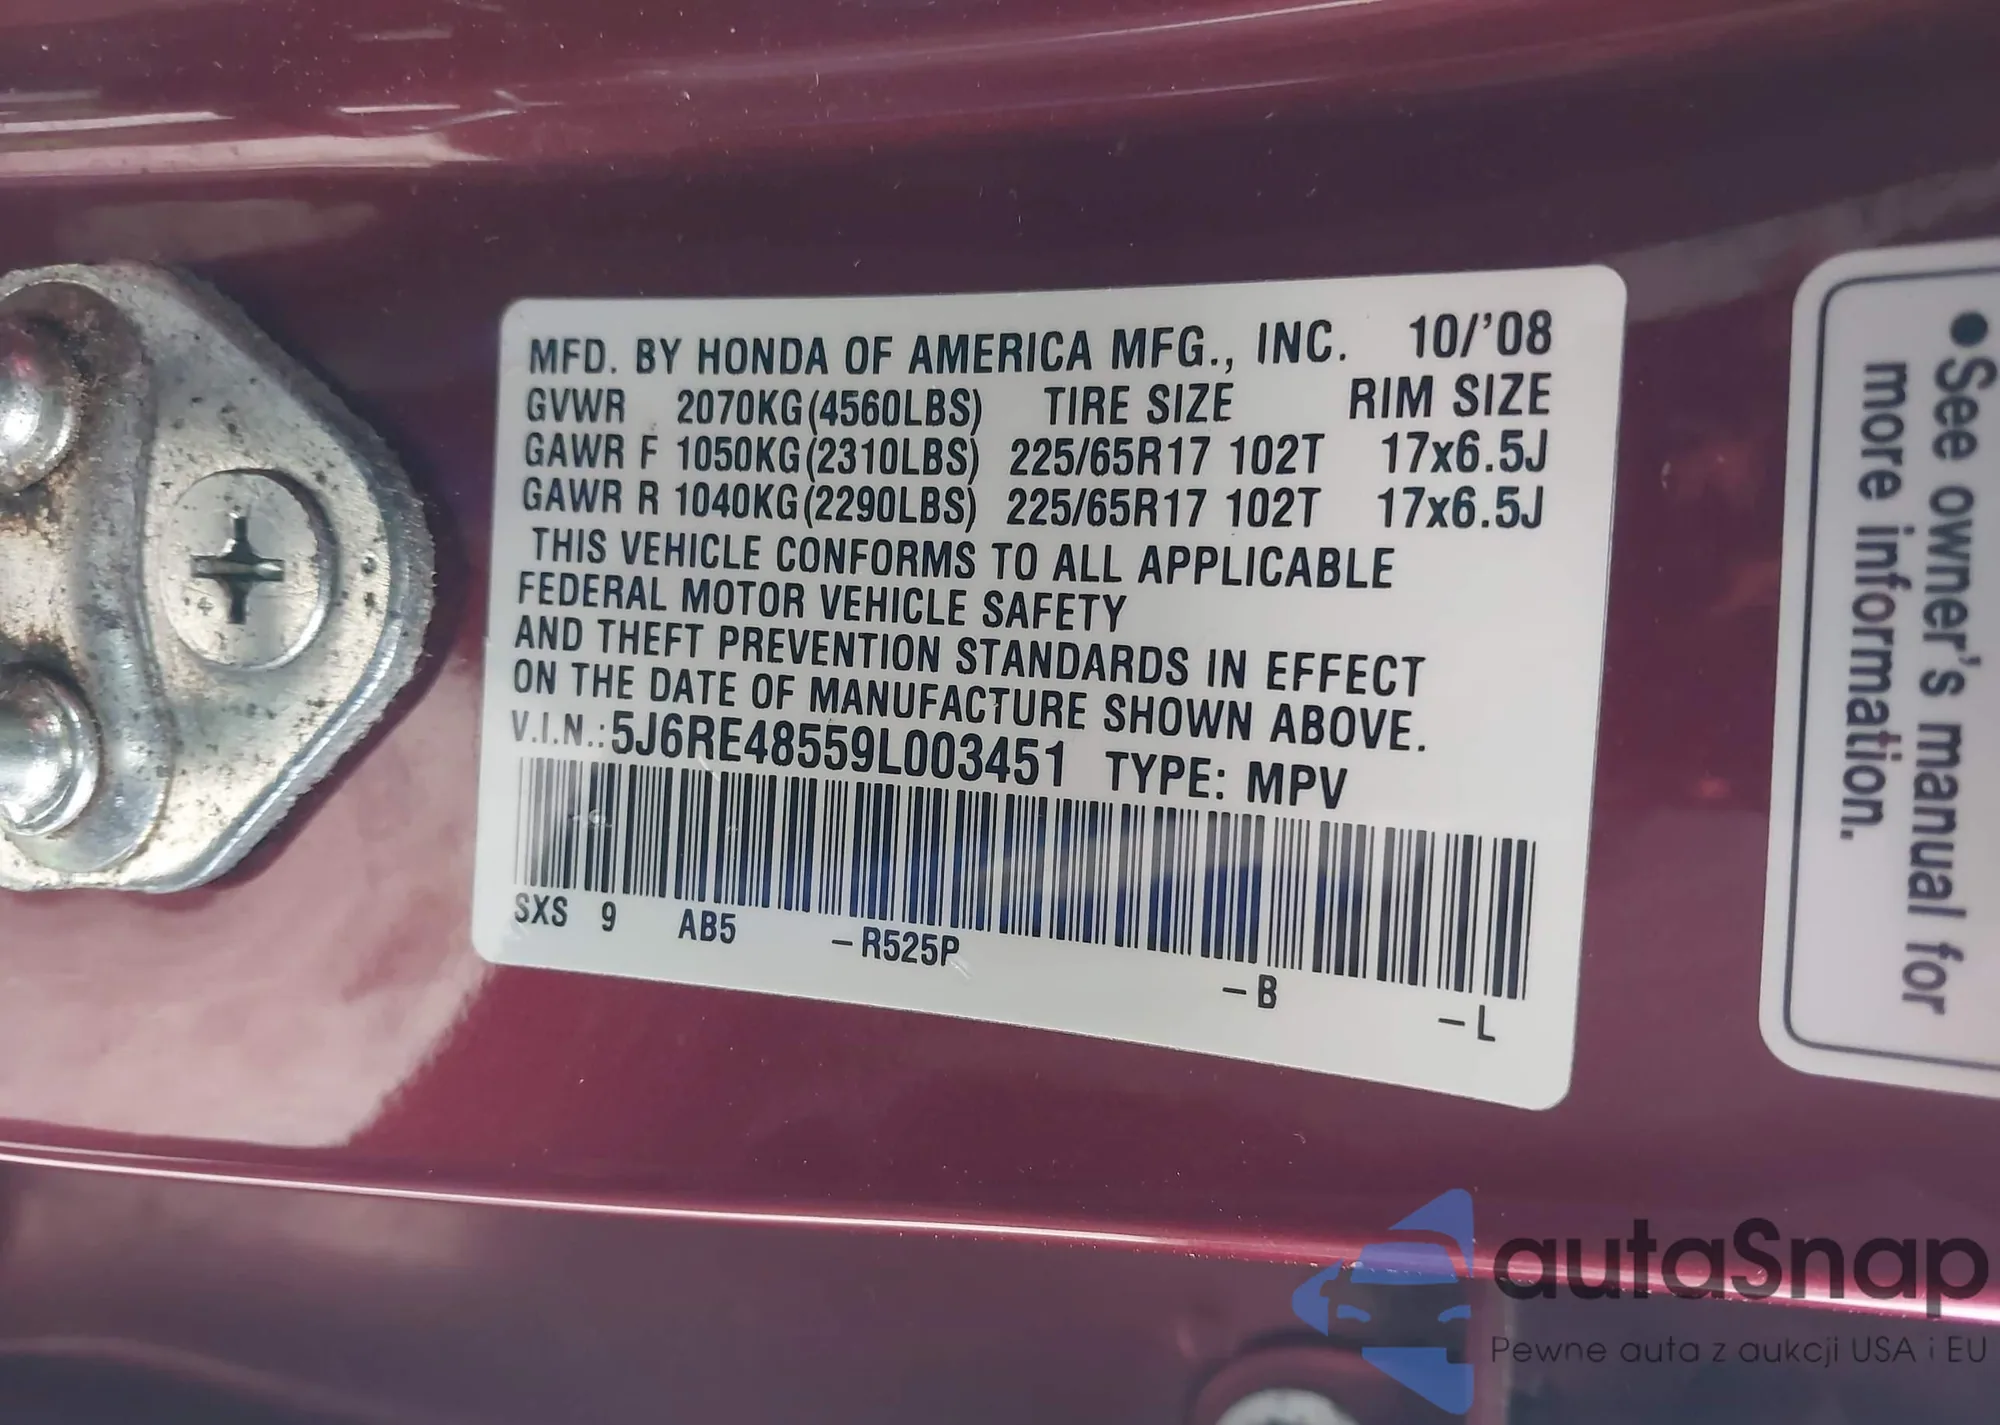 MFD. BY HONDA OF AMERICA MFG., INC. 10/'08
GVWR 2070KG(4560LBS) TIRE SIZE RIM SIZE
GAWR F 1050KG(2310LBS) 225/65R17 102T 17x6.5J
GAWR R 1040KG(2290LBS) 225/65R17 102T 17x6.5J
THIS VEHICLE CONFORMS TO ALL APPLICABLE
FEDERAL MOTOR VEHICLE SAFETY
AND THEFT PREVENTION STANDARDS IN EFFECT
ON THE DATE OF MANUFACTURE SHOWN ABOVE.
V.I.N.:5J6RE48559L003451 TYPE: MPV
SXS 9 AB5 -R525P -B -L
•See owner's manual for
more information.
autaSnap
Pewne auta z aukcji USA i EU